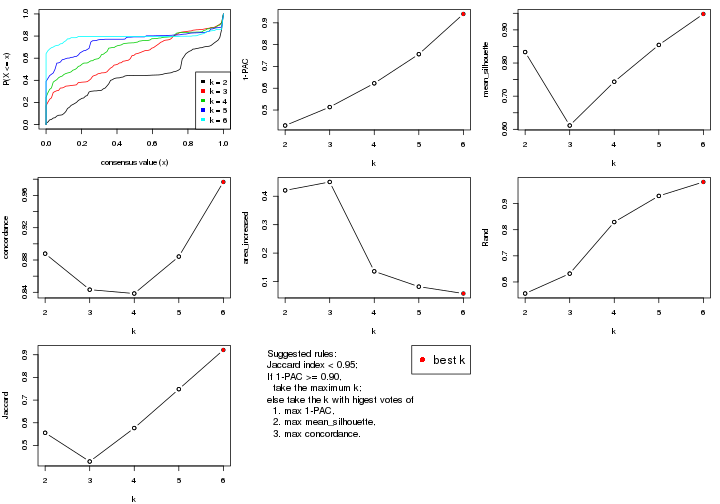 P(X <= x)
0.0 0.2 0.4 0.6 0.8 1.0
k = 2
k = 3
k = 4
k = 5
k = 6
0.0 0.2 0.4 0.6 0.8 1.0
consensus value (x)
1-PAC
0.5 0.6 0.7 0.8 0.9
2 3 4 5 6
k
mean_silhouette
0.60 0.70 0.80 0.90
2 3 4 5 6
k
concordance
0.84 0.88 0.92 0.96
2 3 4 5 6
k
area_increased
0.1 0.2 0.3 0.4
2 3 4 5 6
k
Rand
0.6 0.7 0.8 0.9
2 3 4 5 6
k
Jaccard
0.5 0.6 0.7 0.8 0.9
2 3 4 5 6
k
Suggested rules:
Jaccard index < 0.95;
If 1-PAC >= 0.90,
take the maximum k;
else take the k with higest votes of
1. max 1-PAC,
2. max mean_silhouette,
3. max concordance.
best k